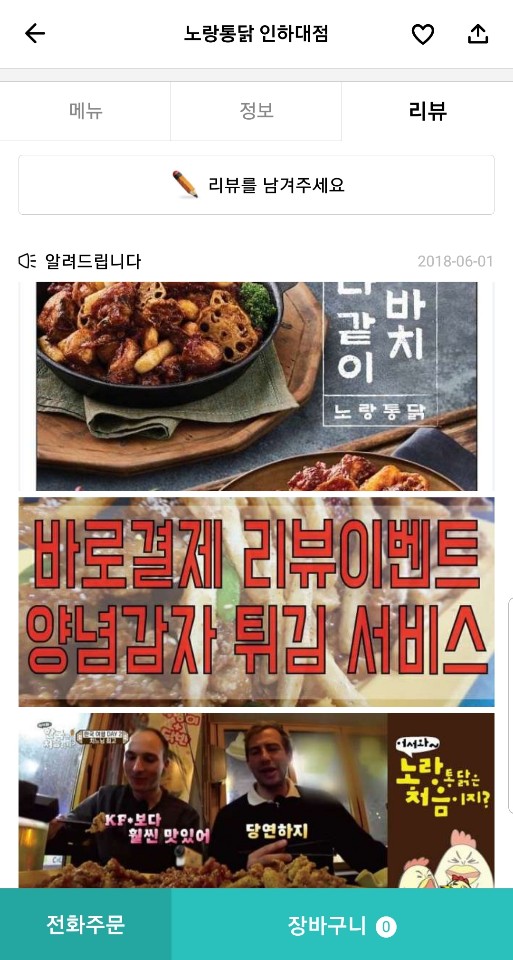 노랑통닭 인하대점
메뉴
정보
리뷰
리뷰를 남겨주세요
알려드립니다
2018-06-01
바치
같이
노랑통닭
바로결제 리뷰이벤트
양념감자 튀김 서비스
KF•보다
훨씬 맛있어
당연하지
어서와~
노랑통닭은
처음이지?
전화주문
장바구니 0